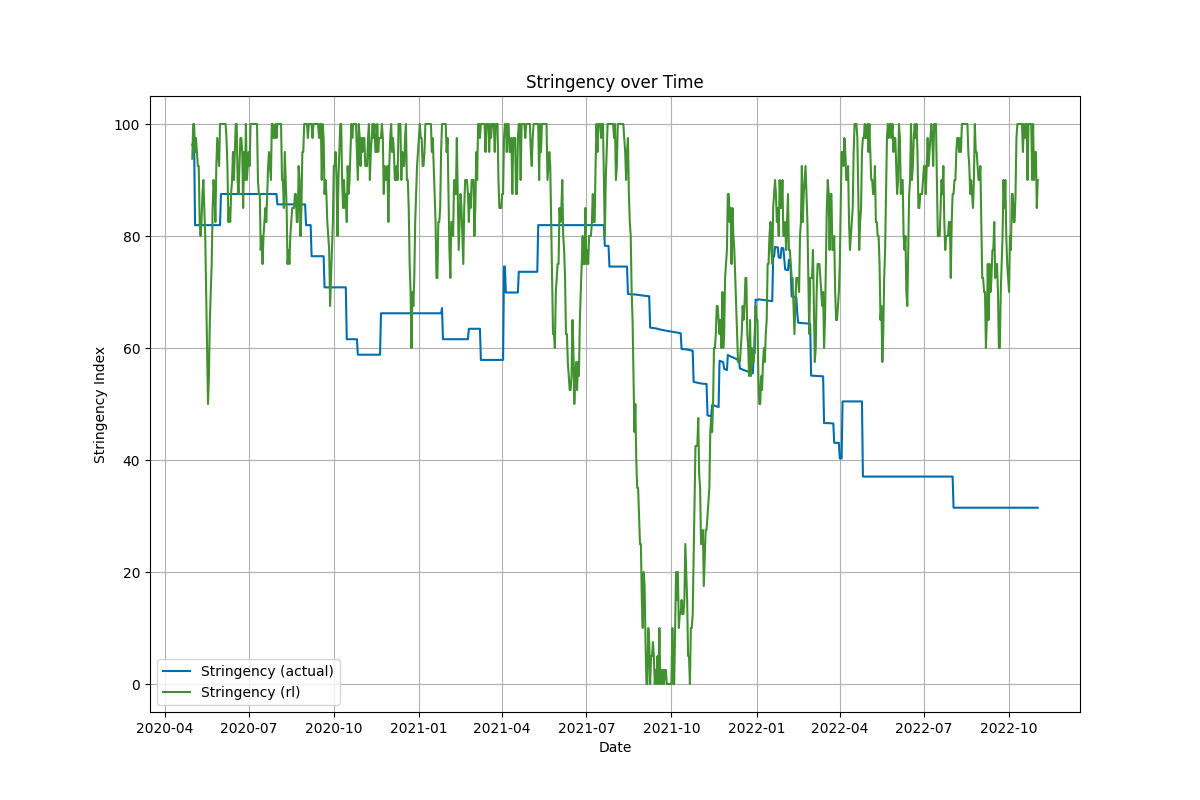 Stringency over Time
Stringency Index
100
80
60
40
20
0
Stringency (actual)
Stringency (rl)
2020-04 2020-07 2020-10 2021-01 2021-04 2021-07 2021-10 2022-01 2022-04 2022-07 2022-10
Date